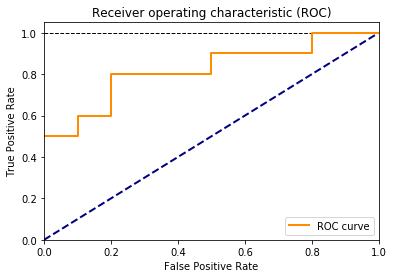 Receiver operating characteristic (ROC)
1.0
0.8
0.6
0.4
0.2
0.0
True Positive Rate
ROC curve
0.0 0.2 0.4 0.6 0.8 1.0
False Positive Rate